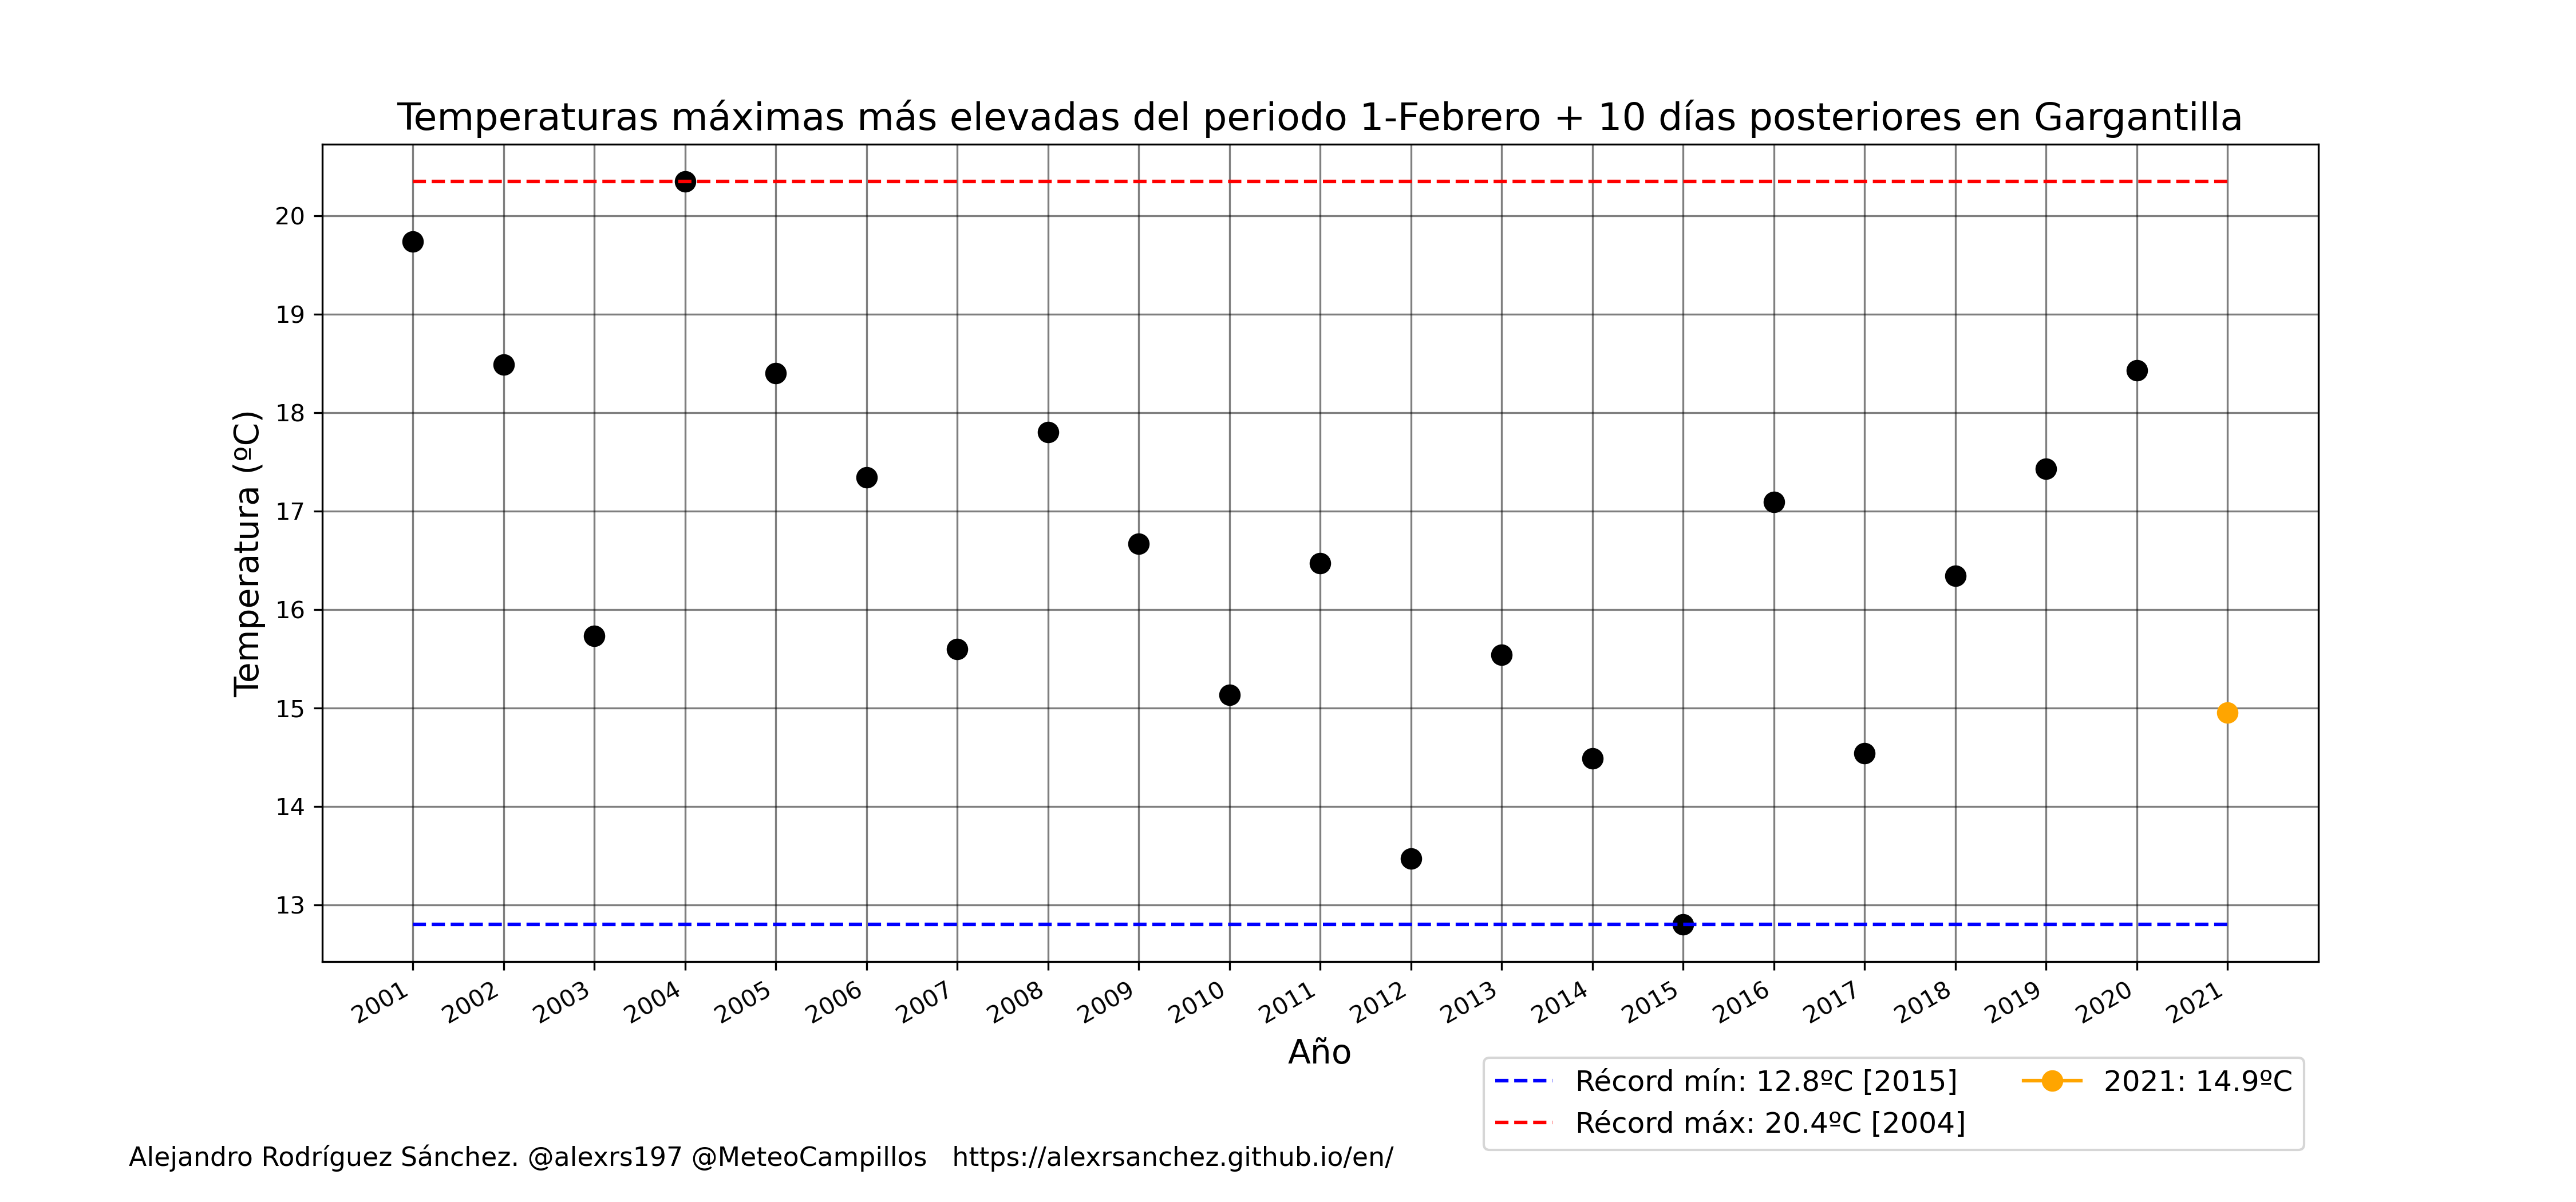 Temperaturas máximas más elevadas del periodo 1-Febrero + 10 días posteriores en Gargantilla
Temperatura (ºC)
20
19
18
17
16
15
14
13
2001 2002 2003 2004 2005 2006 2007 2008 2009 2010 2011 2012 2013 2014 2015 2016 2017 2018 2019 2020 2021
Año
Récord mín: 12.8ºC [2015]
Récord máx: 20.4ºC [2004]
2021: 14.9ºC
Alejandro Rodríguez Sánchez. @alexrs197 @MeteoCampillos https://alexrsanchez.github.io/en/